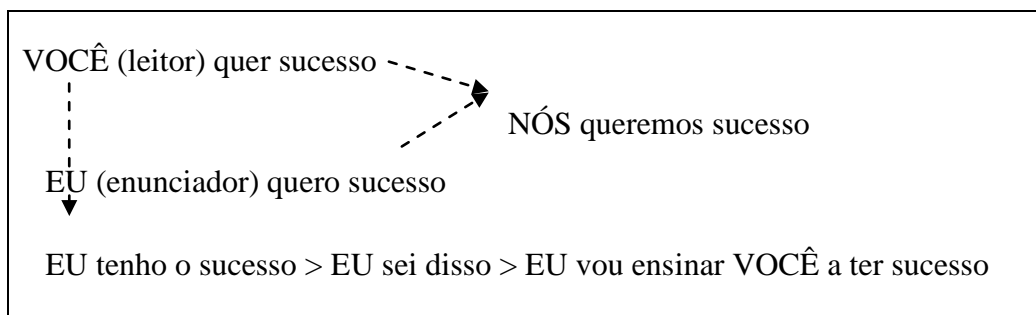 VOCÊ (leitor) quer sucesso
NÓS queremos sucesso
EU (enunciador) quero sucesso
EU tenho o sucesso > EU sei disso > EU vou ensinar VOCÊ a ter sucesso